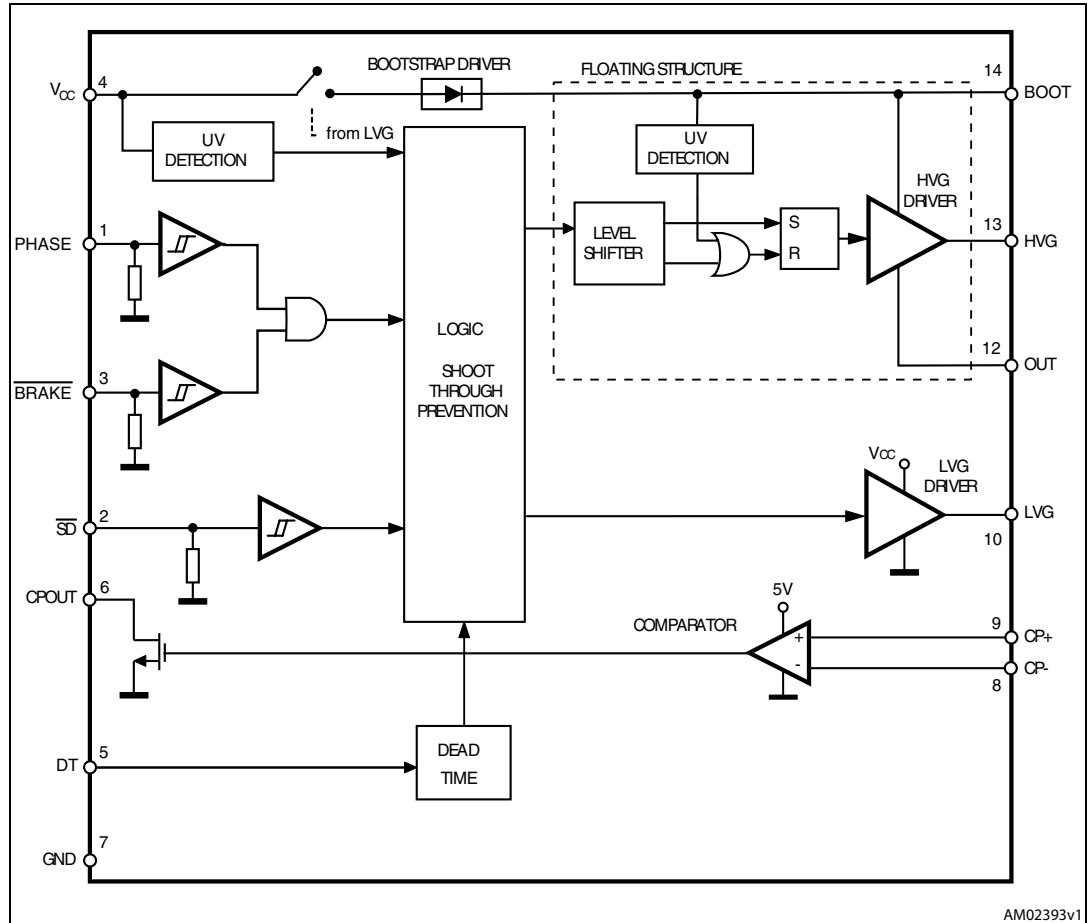 BOOTSTRAP DRIVER
FLOATING STRUCTURE
14
4
VCC
BOOT
from LVG
UV
DETECTION
UV
DETECTION
HVG
DRIVER
1
PHASE
LEVEL
SHIFTER
S
R
13
HVG
LOGIC
SHOOT
THROUGH
PREVENTION
12
OUT
3
BRAKE
VCC
LVG
DRIVER
2
SD
LVG
10
6
CPOUT
5V
COMPARATOR
+
-
9
CP+
CP-
8
5
DT
DEAD
TIME
7
GND
AM02393v1